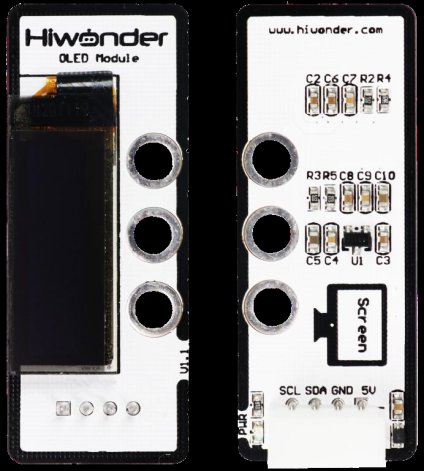 Hiwonder
OLED Module
V1.1
www.hiwonder.com
C2 C6 C7 R2 R4
R3 R5 C8 C9 C10
C5 C4 U1 C3
Screen
SCL SDA GND 5V
PWR